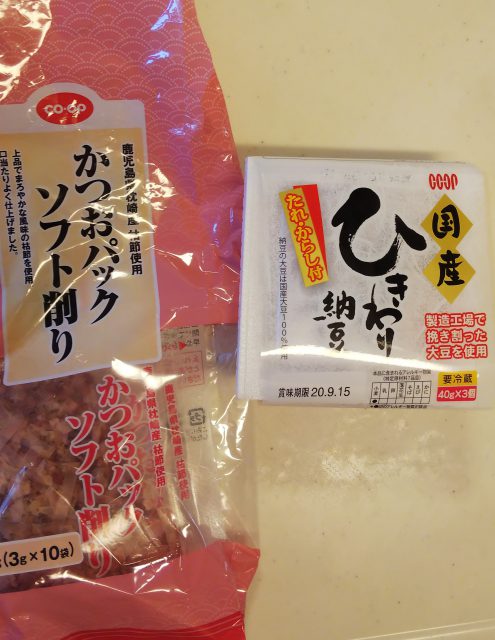 CO・OP
鹿児島県枕崎産 枯節使用
かつおパック
ソフト削り
上品でまろやかな風味の枯節を使用。
口当たりよく仕上げました。
鹿児島県枕崎産 枯節使用
かつおパック
ソフト削り
(3g×10袋)
CO・OP
国産
ひきわり
納豆
たれ・からし付
納豆の大豆は国産大豆100%使用
製造工場で
挽き割った
大豆を使用
賞味期限 20.9.15
要冷蔵
40g×3個